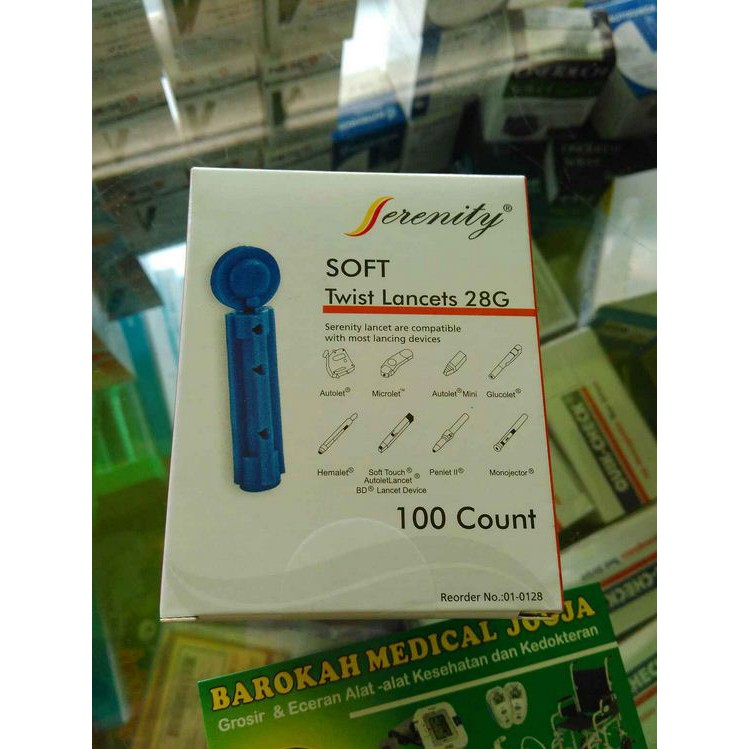 Serenity®
SOFT
Twist Lancets 28G
Serenity lancet are compatible
with most lancing devices
Autolet® Microlet™ Autolet® Mini Glucolet®
Hemalet® Soft Touch® Penlet II® Monojector®
AutoletLancet®
BD® Lancet Device
100 Count
Reorder No.:01-0128
BAROKAH MEDICAL JOGJA
Grosir & Eceran Alat -alat Kesehatan dan Kedokteran